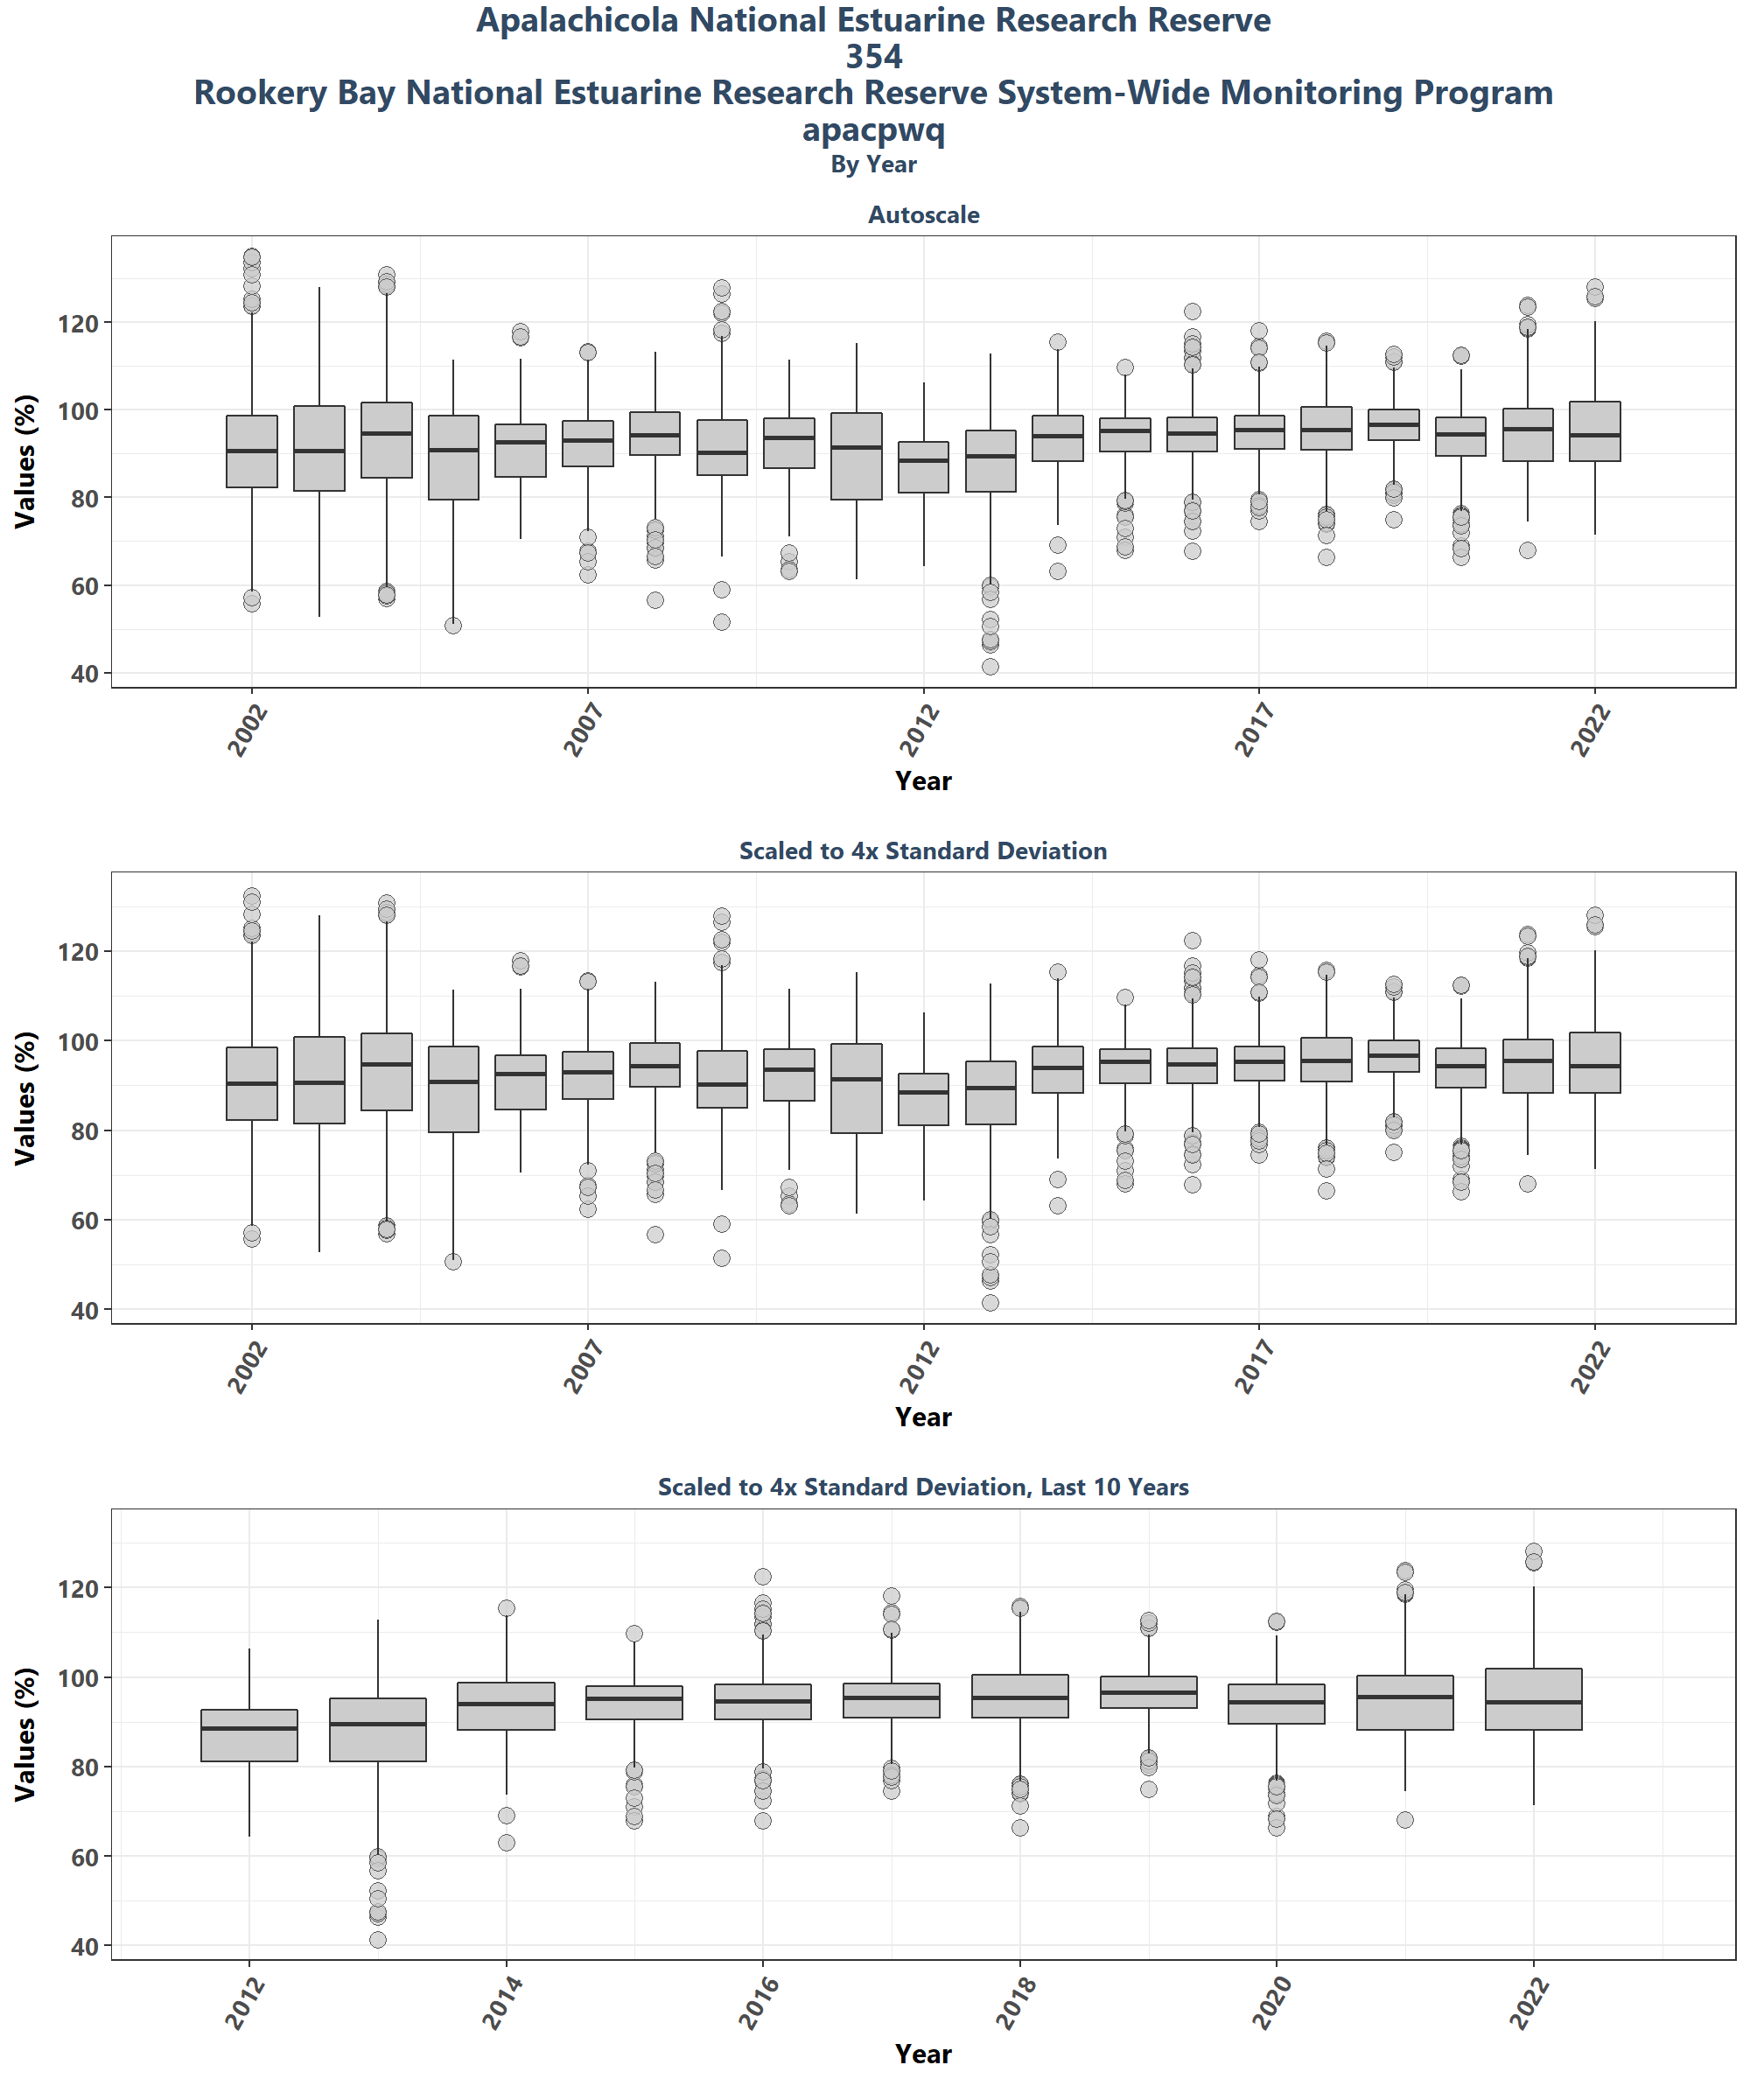 Apalachicola National Estuarine Research Reserve
354
Rookery Bay National Estuarine Research Reserve System-Wide Monitoring Program
apacpwq
By Year
Autoscale
Values (%)
120
100
80
60
40
2002
2007
2012
2017
2022
Year
Scaled to 4x Standard Deviation
Values (%)
120
100
80
60
40
2002
2007
2012
2017
2022
Year
Scaled to 4x Standard Deviation, Last 10 Years
Values (%)
120
100
80
60
40
2012
2014
2016
2018
2020
2022
Year